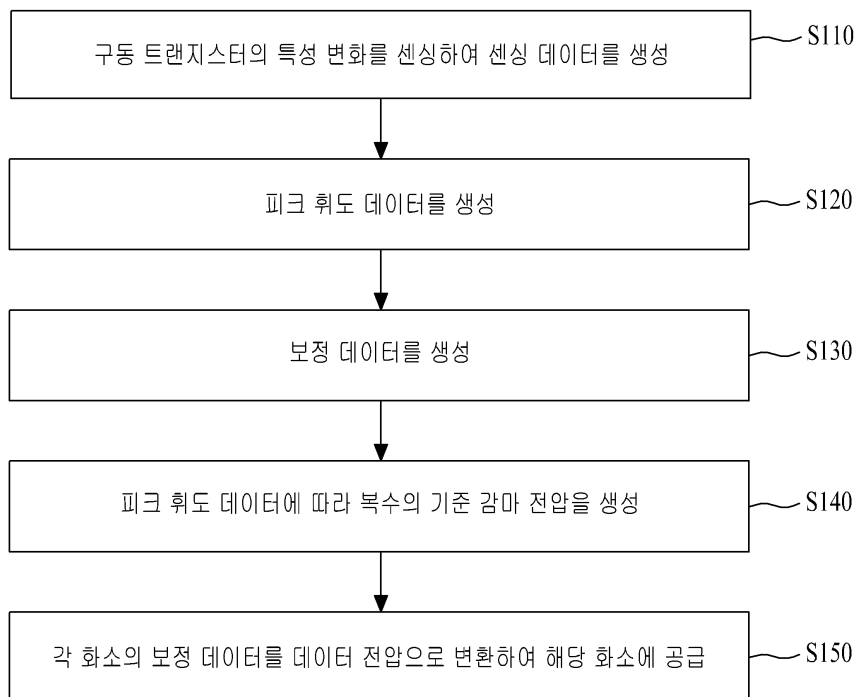 구동 트랜지스터의 특성 변화를 센싱하여 센싱 데이터를 생성
S110
피크 휘도 데이터를 생성
S120
보정 데이터를 생성
S130
피크 휘도 데이터에 따라 복수의 기준 감마 전압을 생성
S140
각 화소의 보정 데이터를 데이터 전압으로 변환하여 해당 화소에 공급
S150